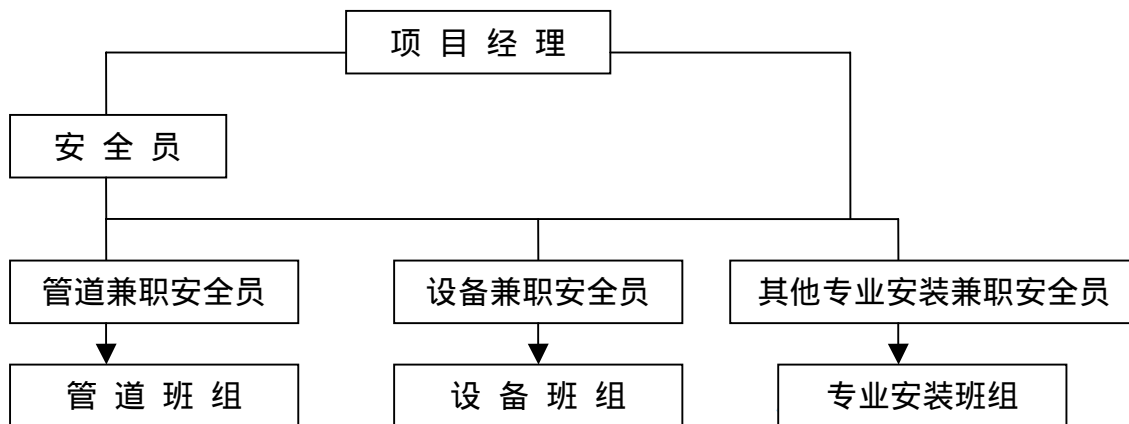 项 目 经 理
安 全 员
管道兼职安全员
设备兼职安全员
其他专业安装兼职安全员
管 道 班 组
设 备 班 组
专业安装班组